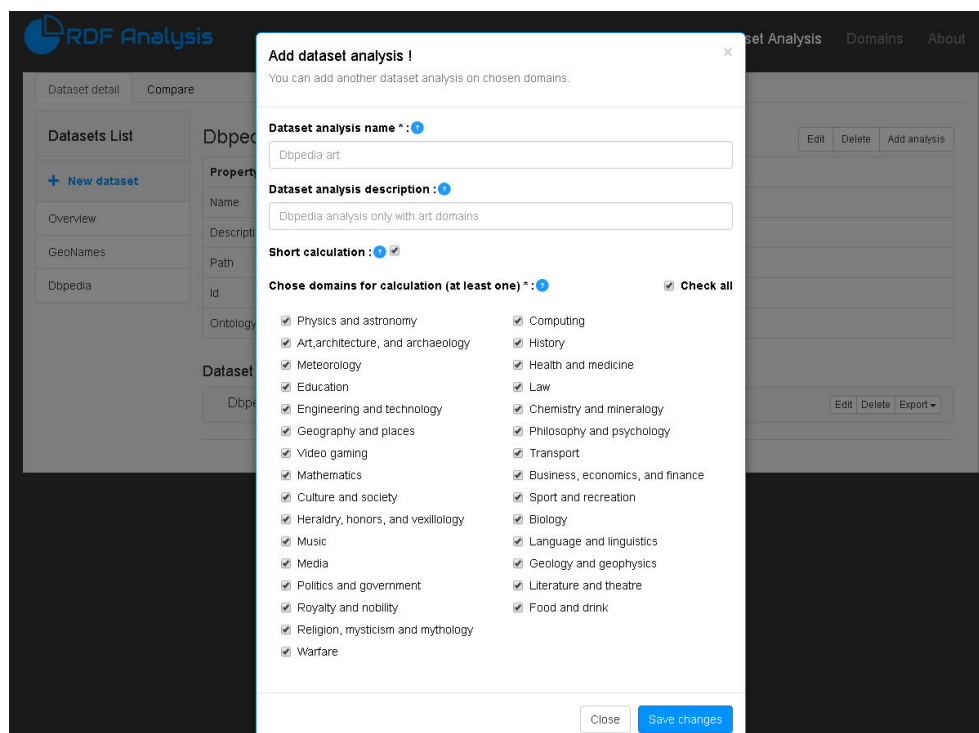 RDF Analysis
set Analysis Domains About
Dataset detail Compare
Datasets List
+ New dataset
Overview
GeoNames
Dbpedia
Dbped
Edit Delete Add analysis
Property
Name
Descripti
Path
Id
Ontology
Dataset
Dbpe
Edit Delete Export
Add dataset analysis !
×
You can add another dataset analysis on chosen domains.
Dataset analysis name * : ?
Dbpedia art
Dataset analysis description : ?
Dbpedia analysis only with art domains
Short calculation : ?
Chose domains for calculation (at least one) * : ? Check all
Physics and astronomy
Art,architecture, and archaeology
Meteorology
Education
Engineering and technology
Geography and places
Video gaming
Mathematics
Culture and society
Heraldry, honors, and vexillology
Music
Media
Politics and government
Royalty and nobility
Religion, mysticism and mythology
Warfare
Computing
History
Health and medicine
Law
Chemistry and mineralogy
Philosophy and psychology
Transport
Business, economics, and finance
Sport and recreation
Biology
Language and linguistics
Geology and geophysics
Literature and theatre
Food and drink
Close Save changes